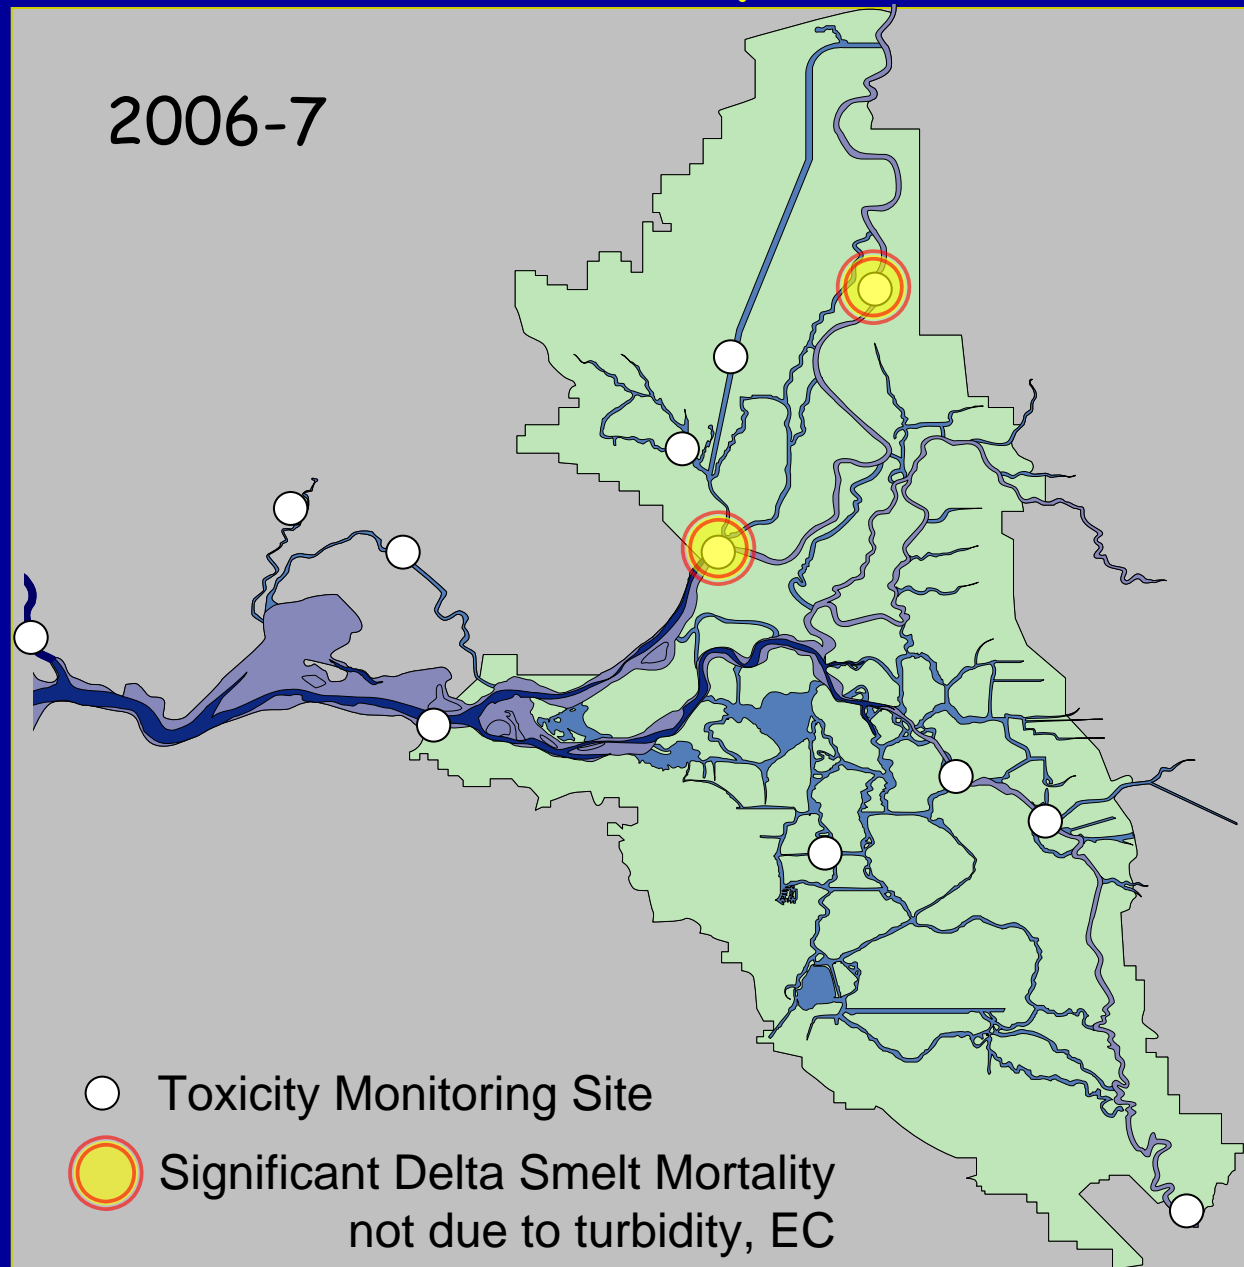 2006-7
Toxicity Monitoring Site
Significant Delta Smelt Mortality
not due to turbidity, EC